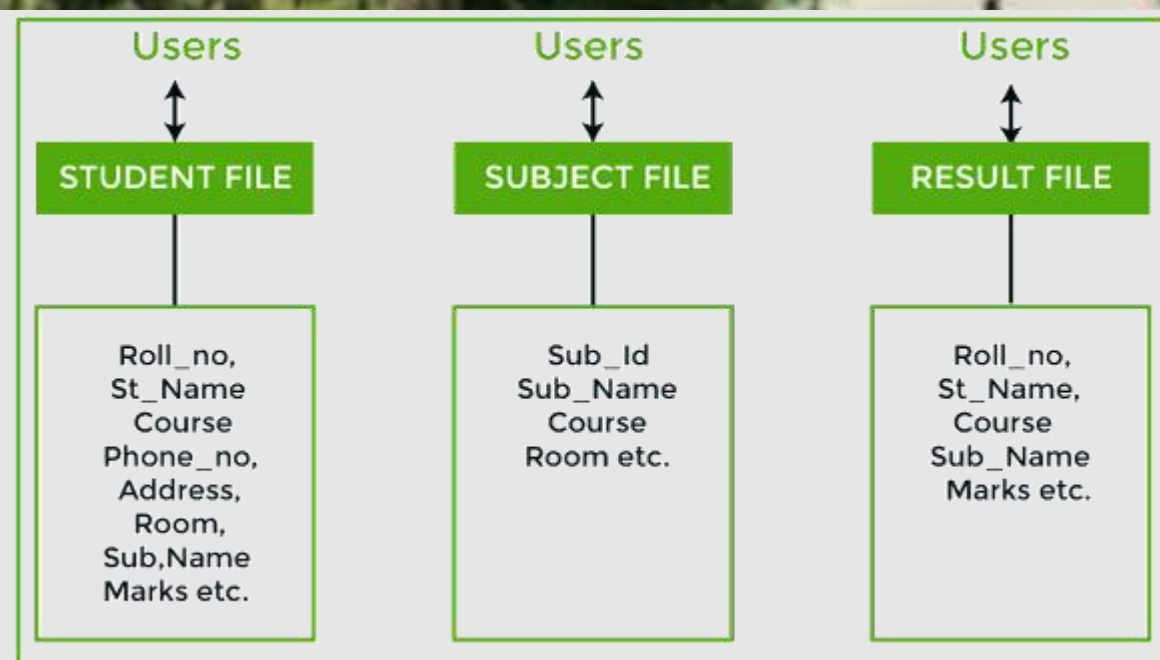 Users
STUDENT FILE
Roll_no,
St_Name
Course
Phone_no,
Address,
Room,
Sub,Name
Marks etc.
Users
SUBJECT FILE
Sub_Id
Sub_Name
Course
Room etc.
Users
RESULT FILE
Roll_no,
St_Name,
Course
Sub_Name
Marks etc.